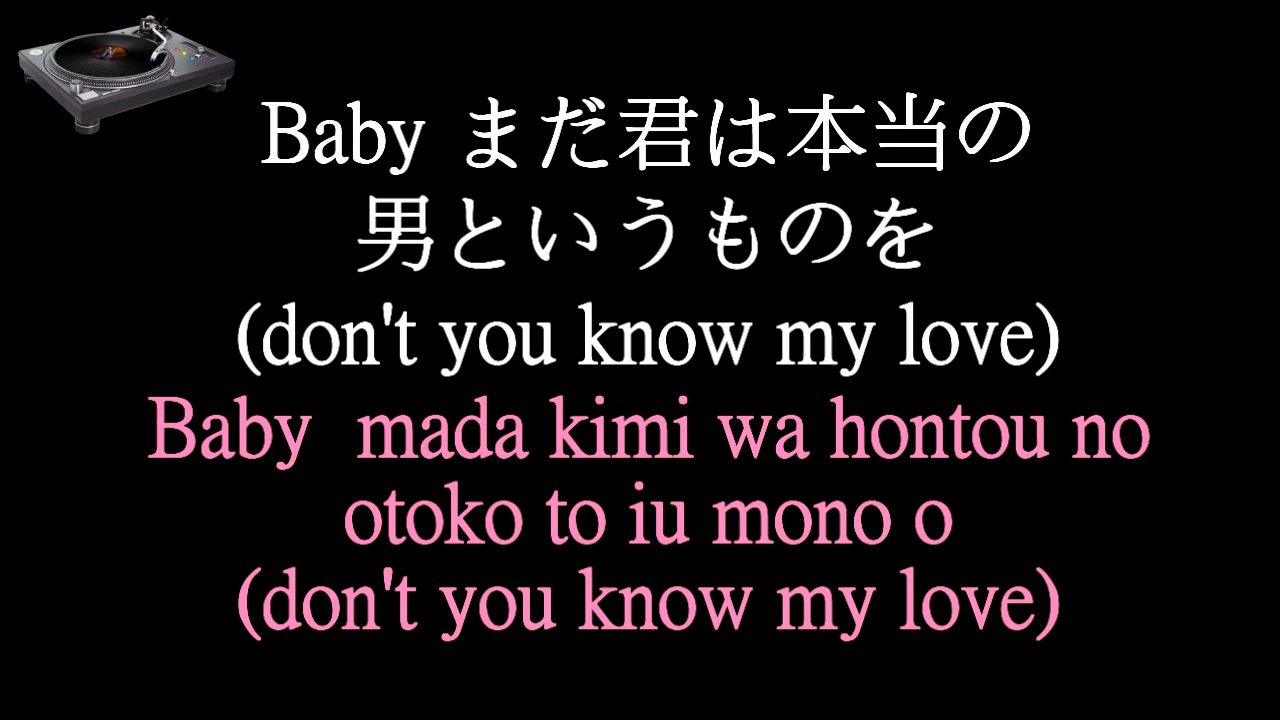 Baby まだ君は本当の
男というものを
(don't you know my love)
Baby  mada kimi wa hontou no
otoko to iu mono o
(don't you know my love)